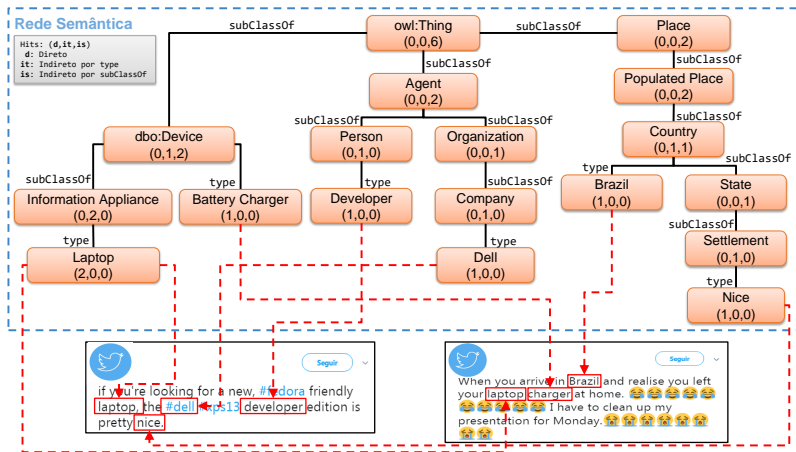 Rede Semântica
Hits: (d,it,is)
d: Direto
it: Indireto por type
is: Indireto por subClassOf
subClassOf
owl:Thing
(0,0,6)
subClassOf
Place
(0,0,2)
subClassOf
subClassOf
Agent
(0,0,2)
Populated Place
(0,0,2)
subClassOf
subClassOf
subClassOf
dbo:Device
(0,1,2)
Person
(0,1,0)
Organization
(0,0,1)
Country
(0,1,1)
subClassOf
type
type
subClassOf
type
subClassOf
Information Appliance
(0,2,0)
Battery Charger
(1,0,0)
Developer
(1,0,0)
Company
(0,1,0)
Brazil
(1,0,0)
State
(0,0,1)
type
type
subClassOf
Laptop
(2,0,0)
Dell
(1,0,0)
Settlement
(0,1,0)
type
Nice
(1,0,0)
Seguir
if you're looking for a new, #fedora friendly
laptop, the #dell #xps13 developer edition is
pretty nice.
Seguir
When you arrive in Brazil and realise you left
your laptop charger at home. 😂😂😂😂😂
😂😂😂😂😂 I have to clean up my
presentation for Monday. 😭😭😭😭😭😭
😭😭